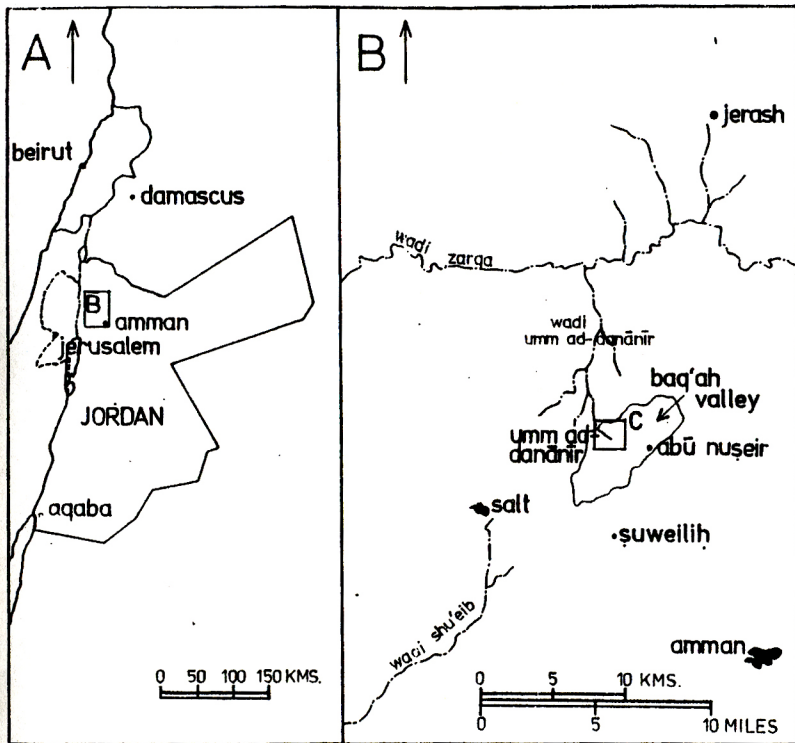 A
beirut
damascus
B
amman
jerusalem
JORDAN
aqaba
0 50 100 150 KMS.
B
jerash
wadi
zarqa
wadi
umm ad-danānīr
baq'ah
valley
C
umm ad-
danānīr
abū nuṣeir
salt
ṣuweiliḥ
wadi shu'eib
amman
0 5 10 KMS.
0 5 10 MILES